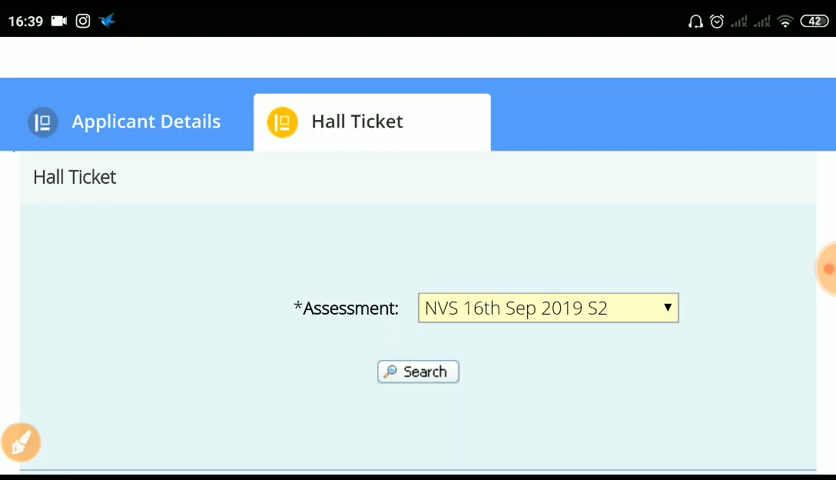 16:39
42
Applicant Details
Hall Ticket
Hall Ticket
*Assessment:
NVS 16th Sep 2019 S2
Search